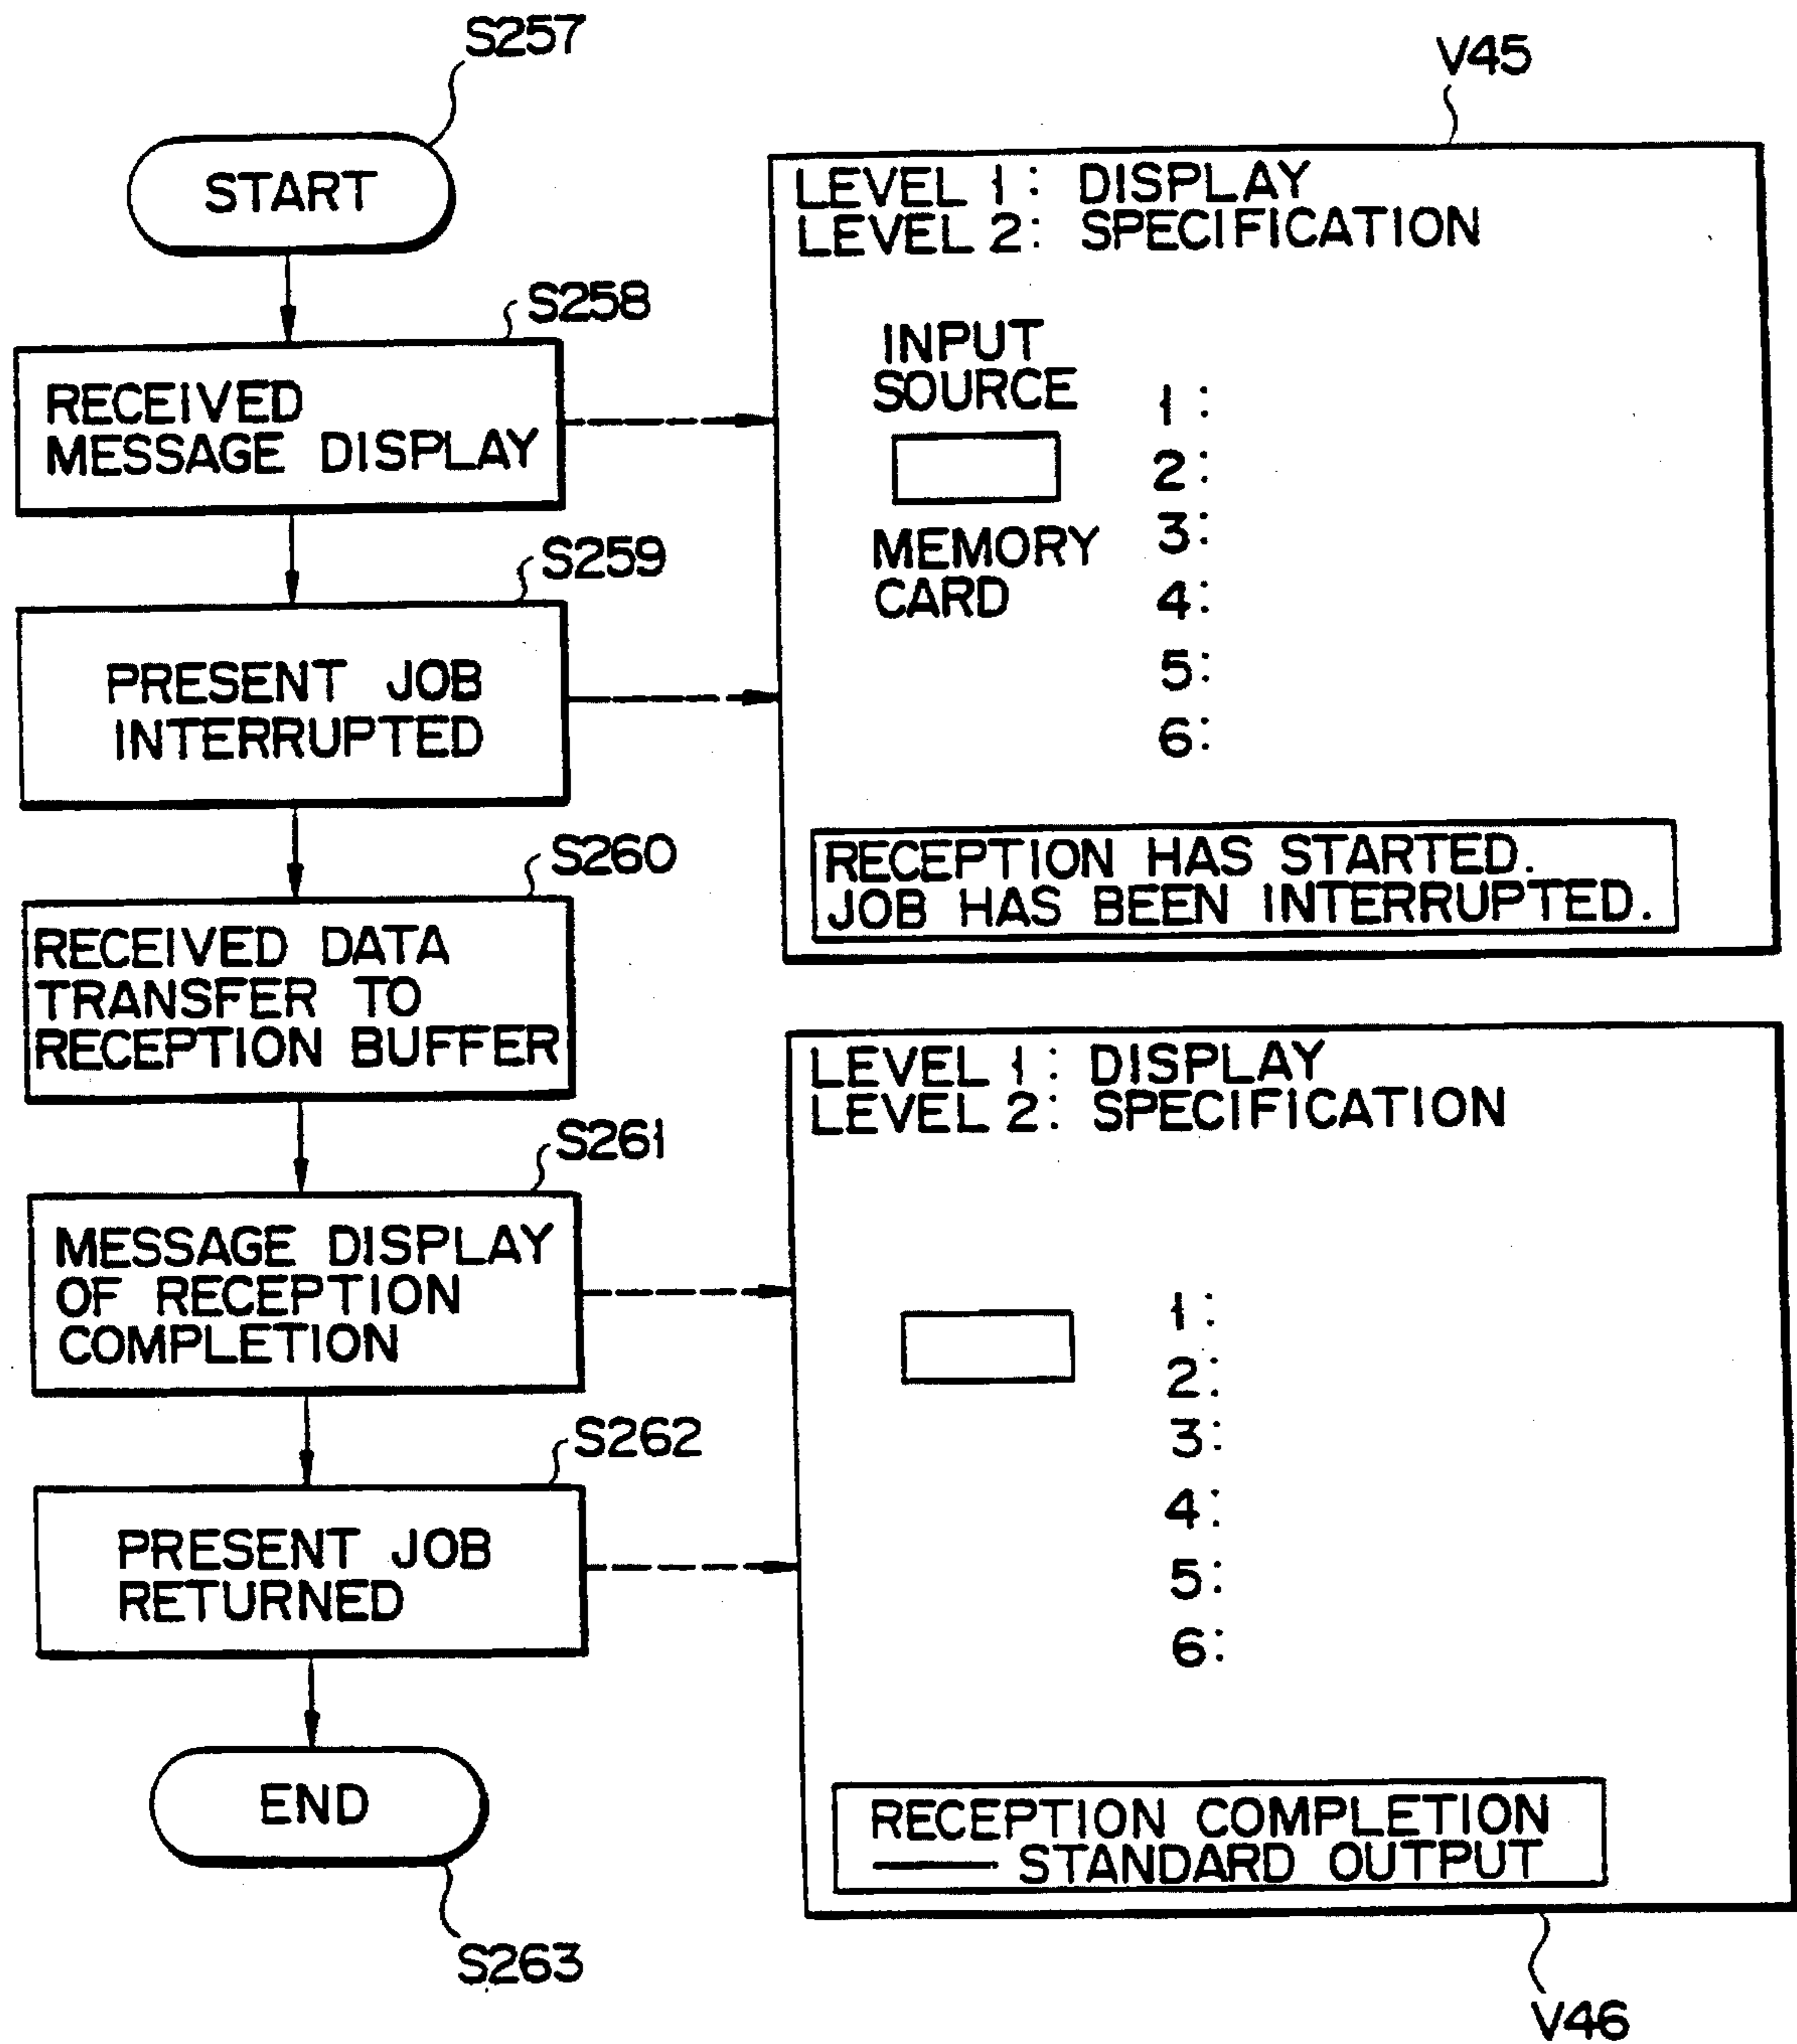 S257
START
S258
RECEIVED
MESSAGE DISPLAY
S259
PRESENT JOB
INTERRUPTED
S260
RECEIVED DATA
TRANSFER TO
RECEPTION BUFFER
S261
MESSAGE DISPLAY
OF RECEPTION
COMPLETION
S262
PRESENT JOB
RETURNED
END
S263
V45
LEVEL 1: DISPLAY
LEVEL 2: SPECIFICATION
INPUT
SOURCE
MEMORY
CARD
1:
2:
3:
4:
5:
6:
RECEPTION HAS STARTED.
JOB HAS BEEN INTERRUPTED.
LEVEL 1: DISPLAY
LEVEL 2: SPECIFICATION
1:
2:
3:
4:
5:
6:
RECEPTION COMPLETION
— STANDARD OUTPUT
V46